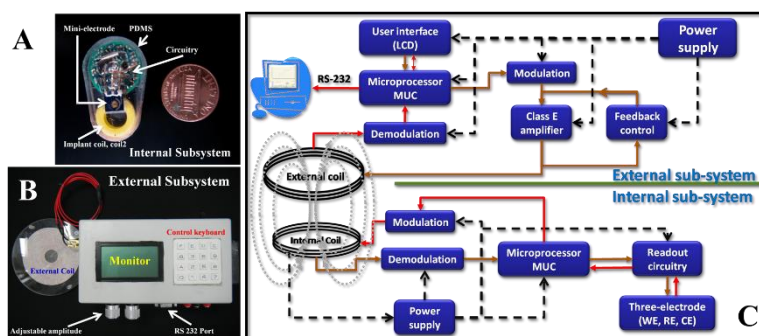 A
Mini-electrode
PDMS
Circuitry
Implant coil, coil2
Internal Subsystem
B
External Subsystem
Control keyboard
Monitor
External Coil
Adjustable amplitude
RS 232 Port
User interface
(LCD)
Power
supply
RS-232
Microprocessor
MUC
Modulation
Demodulation
Class E
amplifier
Feedback
control
External coil
External sub-system
Internal sub-system
Modulation
Internal Coil
Demodulation
Microprocessor
MUC
Readout
circuitry
Power
supply
Three-electrode
(WE, RE, CE)
C